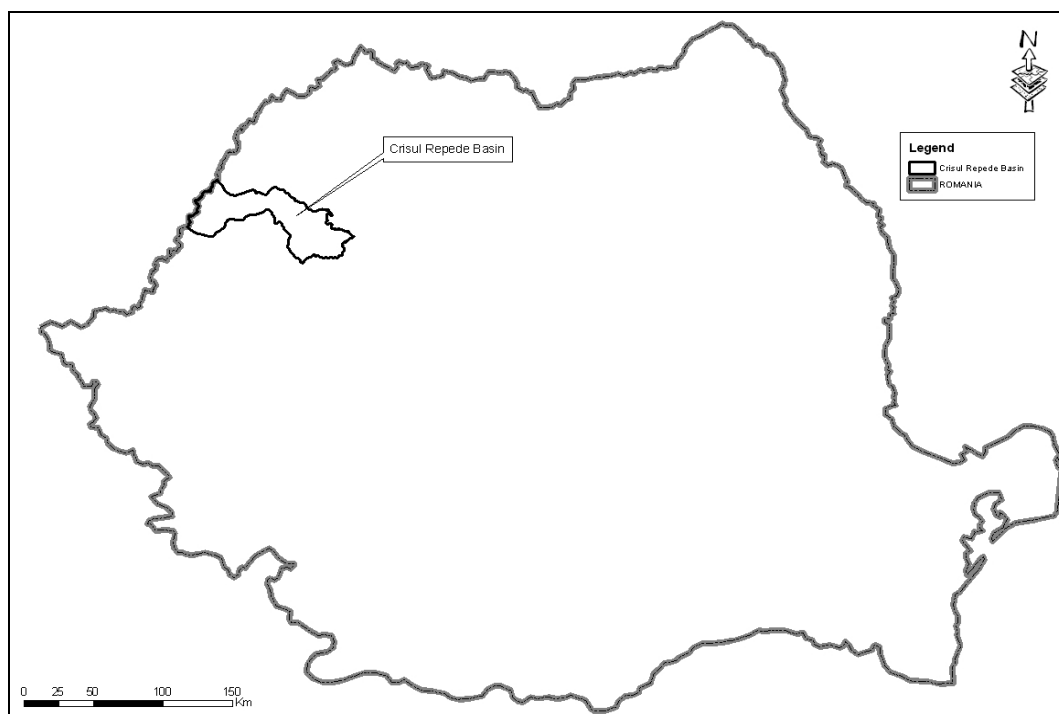 N
Crisul Repede Basin
Legend
Crisul Repede Basin
ROMANIA
0 25 50 100 150
Km